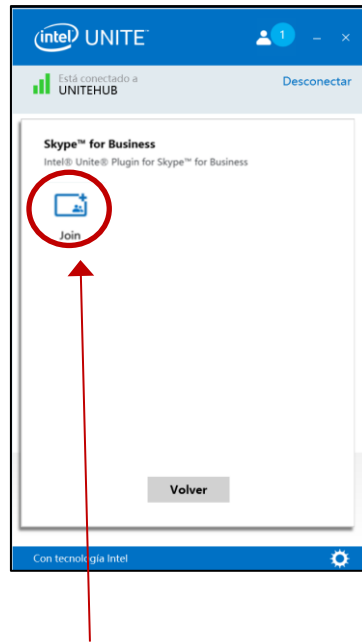 intel UNITE™
1
Está conectado a
Desconectar
UNITEHUB
Skype™ for Business
Intel® Unite® Plugin for Skype™ for Business
Join
Volver
Con tecnología Intel